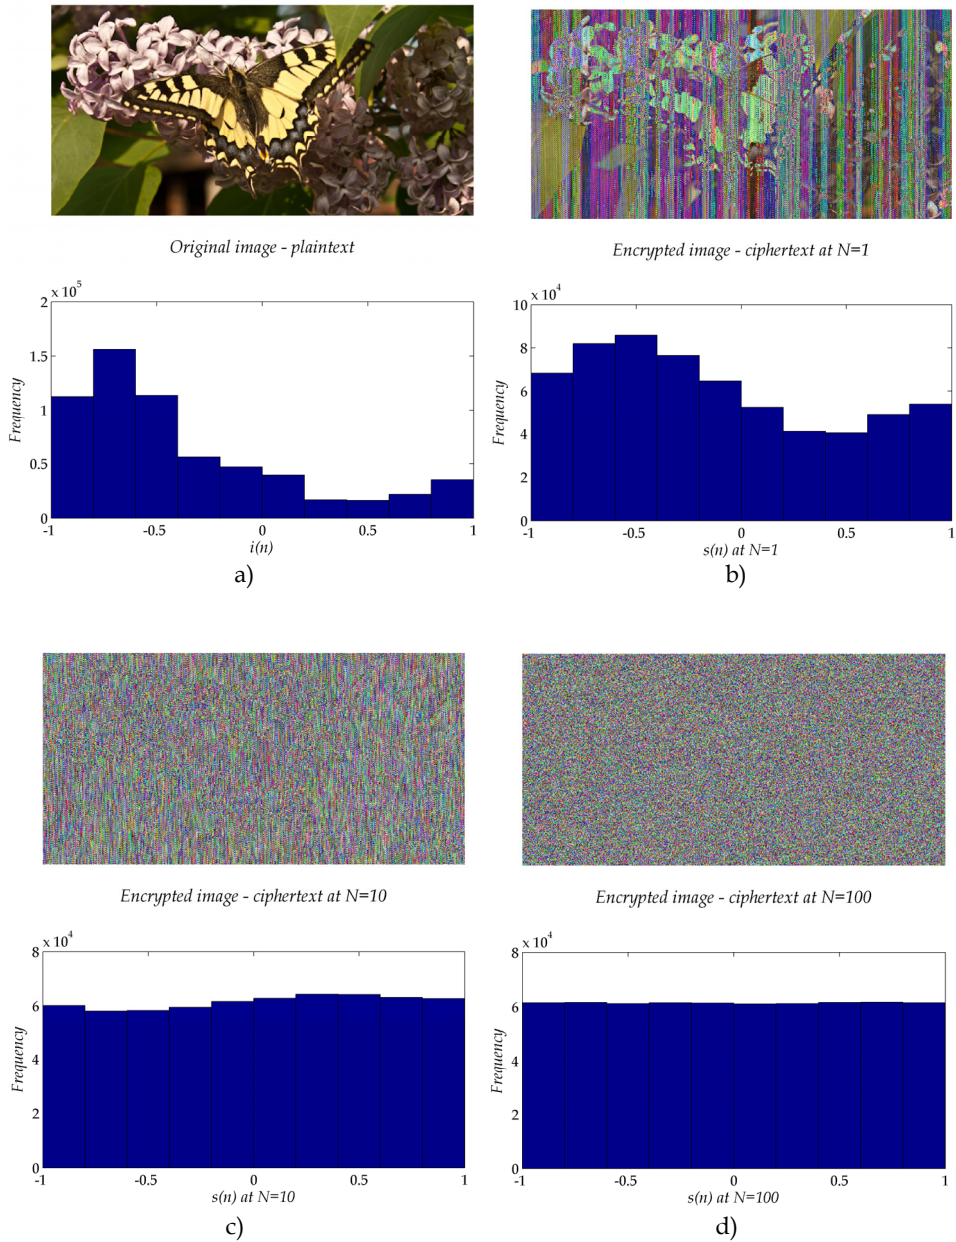 Original image - plaintext
Encrypted image - ciphertext at N=1
x 10^5
2
1.5
1
0.5
0
Frequency
-1
-0.5
0
0.5
1
i(n)
a)
x 10^4
10
8
6
4
2
0
Frequency
-1
-0.5
0
0.5
1
s(n) at N=1
b)
Encrypted image - ciphertext at N=10
Encrypted image - ciphertext at N=100
x 10^4
8
6
4
2
0
Frequency
-1
-0.5
0
0.5
1
s(n) at N=10
c)
x 10^4
8
6
4
2
0
Frequency
-1
-0.5
0
0.5
1
s(n) at N=100
d)